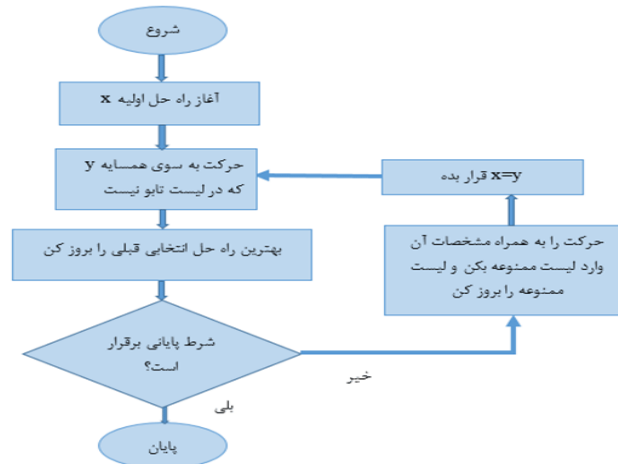 شروع
آغاز راه حل اولیه x
حرکت به سوی همسایه y
که در لیست تابو نیست
بهترین راه حل انتخابی قبلی را بروز کن
شرط پایانی برقرار
است؟
خیر
حرکت را به همراه مشخصات آن
وارد لیست ممنوعه بکن و لیست
ممنوعه را بروز کن
x=y قرار بده
بلی
پایان